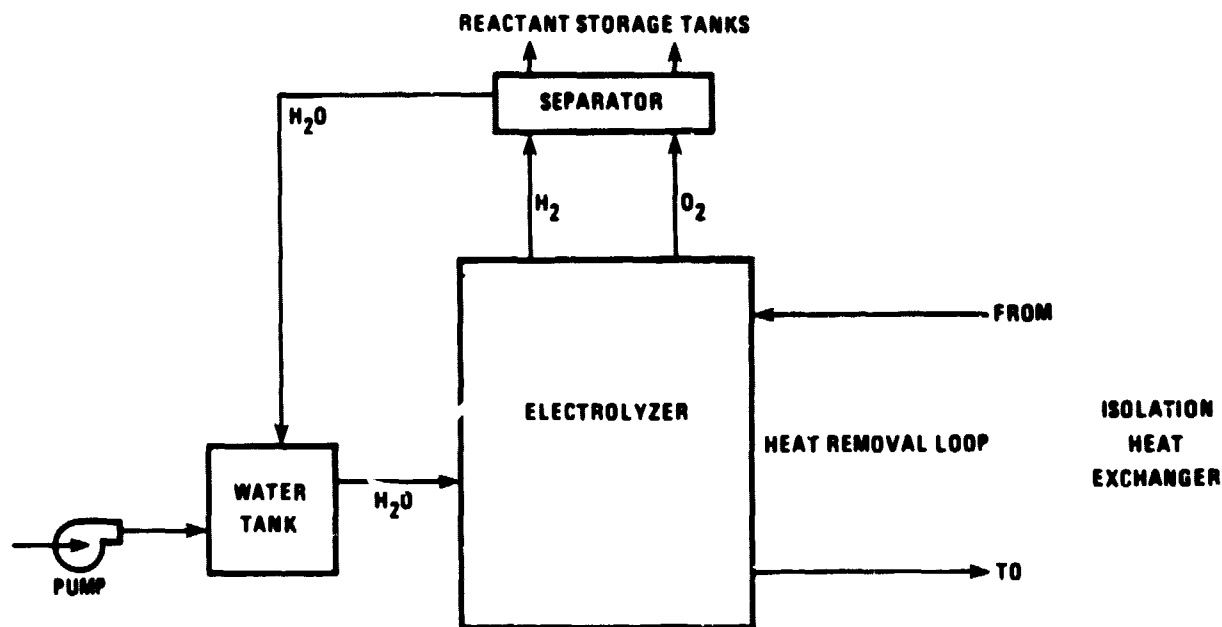 REACTANT STORAGE TANKS
SEPARATOR
H₂O
H₂
O₂
FROM
ELECTROLYZER
ISOLATION
HEAT
EXCHANGER
HEAT REMOVAL LOOP
WATER
TANK
H₂O
TO
PUMP